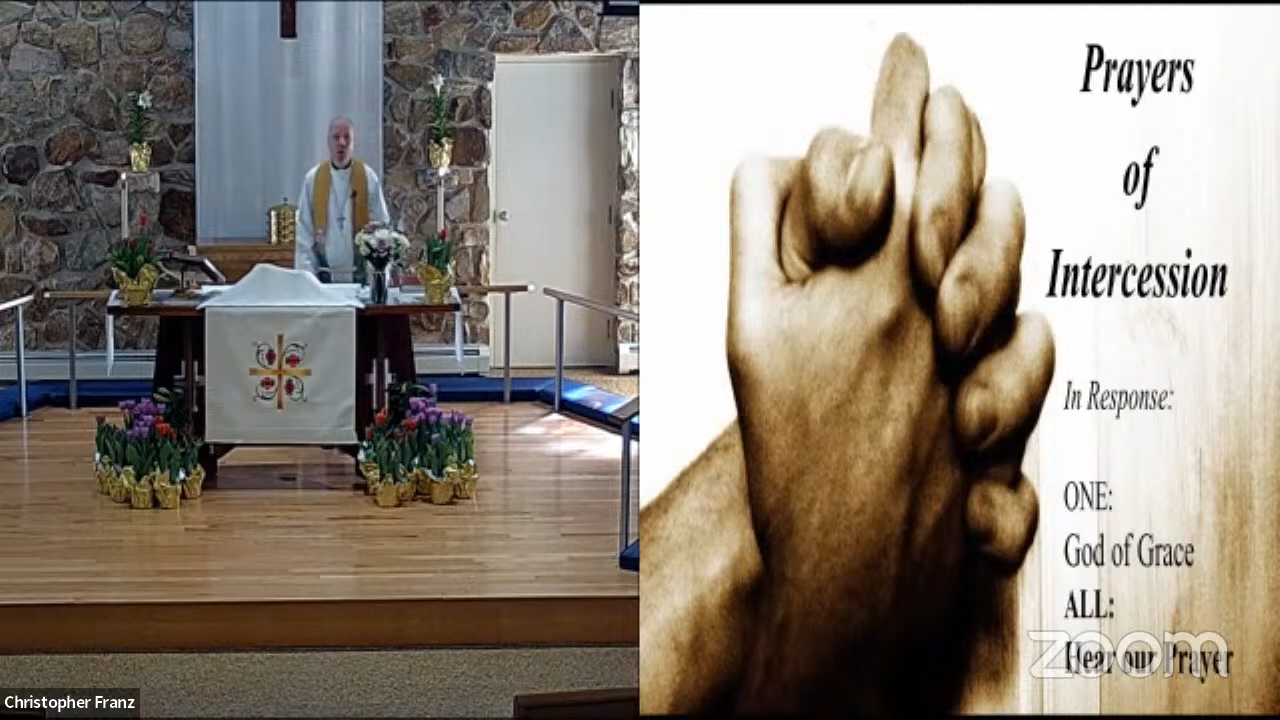 Prayers
of
Intercession
In Response:
ONE:
God of Grace
ALL:
Hear our Prayer
zoom
Christopher Franz